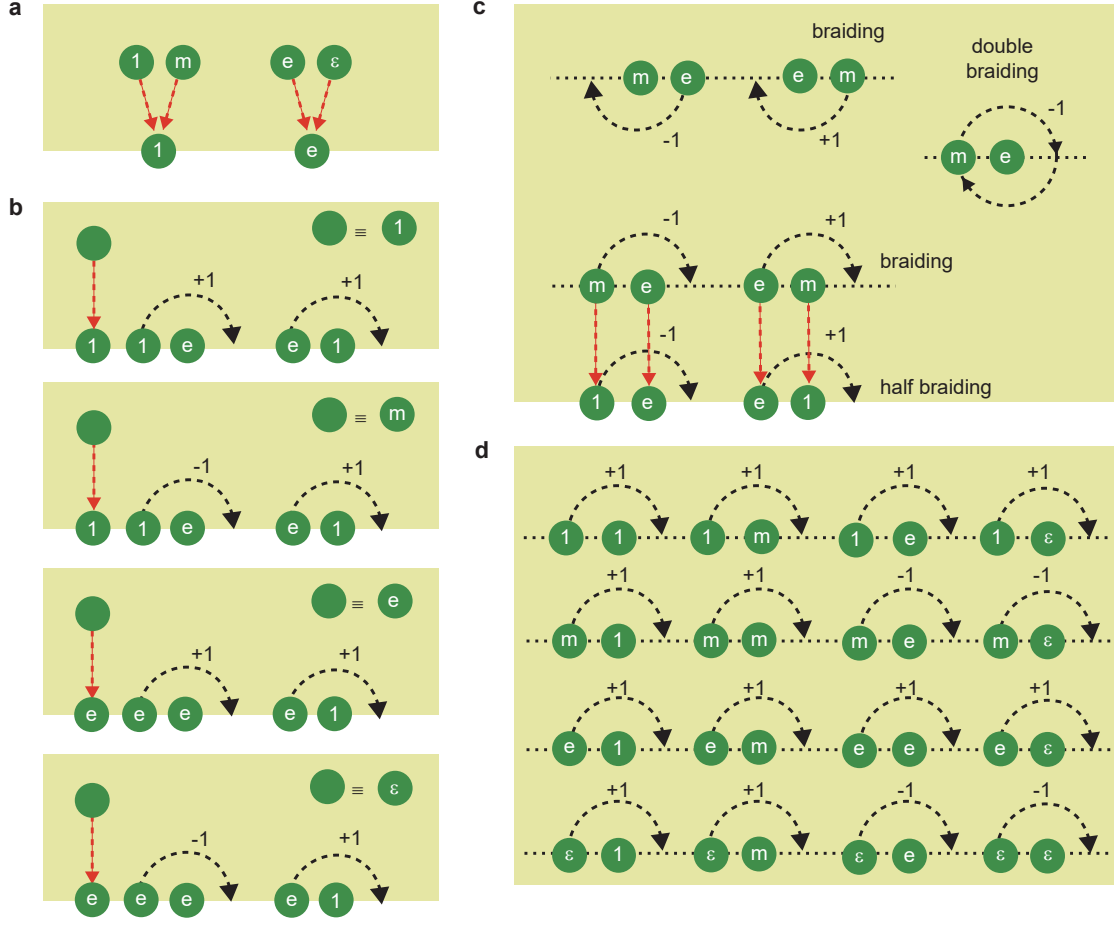 a
1 m e ε
1 e
b
≡ 1
+1 +1
1 1 e e 1
≡ m
-1 +1
1 1 e e 1
≡ e
+1 +1
e e e e 1
≡ ε
-1 +1
e e e e 1
c
braiding
double
braiding
m e e m
-1 +1
-1
m e
-1 +1
braiding
m e e m
-1 +1
half braiding
1 e e 1
d
+1 +1 +1 +1
1 1 1 m 1 e 1 ε
+1 +1 -1 -1
m 1 m m m e m ε
+1 +1 +1 +1
e 1 e m e e e ε
+1 +1 -1 -1
ε 1 ε m ε e ε ε